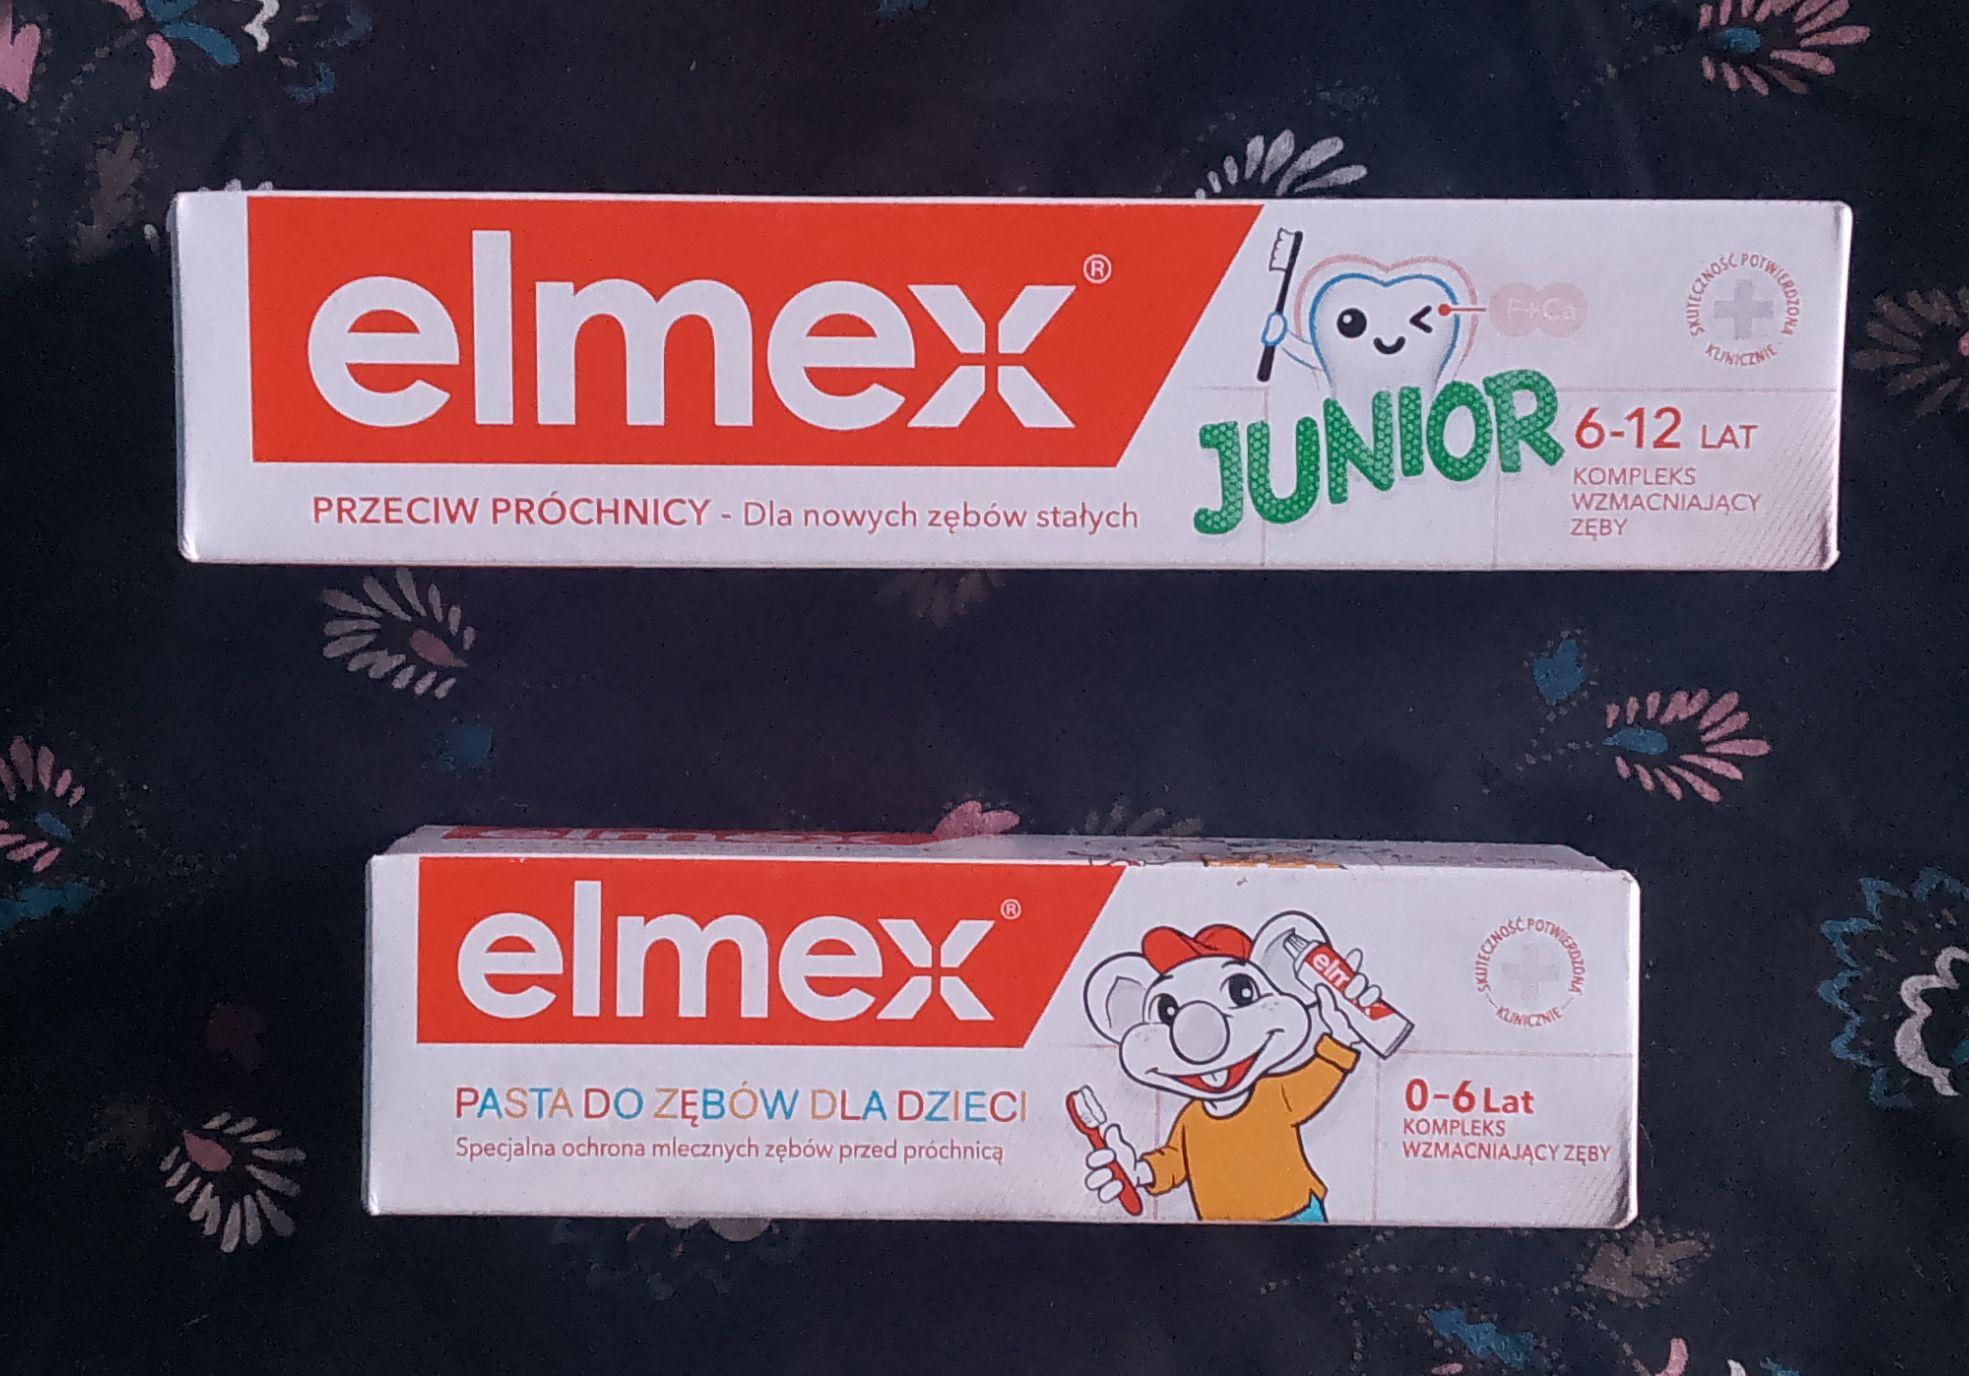 elmex®
F+Ca
SKUTECZNOŚĆ POTWIERDZONA
KLINICZNIE
JUNIOR
6-12 LAT
KOMPLEKS
WZMACNIAJĄCY
ZĘBY
PRZECIW PRÓCHNICY - Dla nowych zębów stałych
elmex
elmex®
elm
SKUTECZNOŚĆ POTWIERDZONA
KLINICZNIE
PASTA DO ZĘBÓW DLA DZIECI
Specjalna ochrona mlecznych zębów przed próchnicą
0-6 Lat
KOMPLEKS
WZMACNIAJĄCY ZĘBY